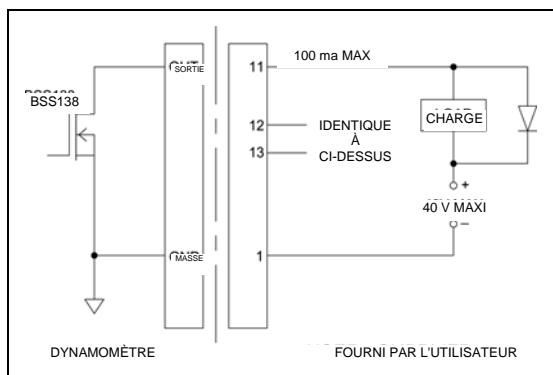 SORTIE
11
100 ma MAX
BSS138
12
IDENTIQUE
À
13
CI-DESSUS
CHARGE
+
40 V MAXI
–
MASSE
1
DYNAMOMÈTRE
FOURNI PAR L'UTILISATEUR